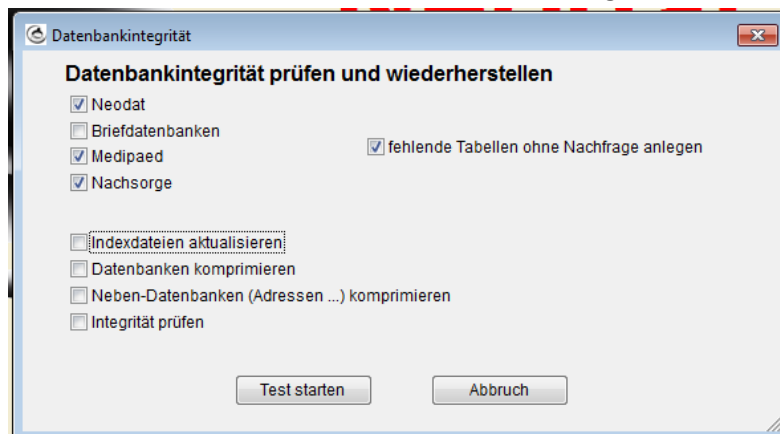 Datenbankintegrität
Datenbankintegrität prüfen und wiederherstellen
Neodat
Briefdatenbanken
fehlende Tabellen ohne Nachfrage anlegen
Medipaed
Nachsorge
Indexdateien aktualisieren
Datenbanken komprimieren
Neben-Datenbanken (Adressen ...) komprimieren
Integrität prüfen
Test starten Abbruch